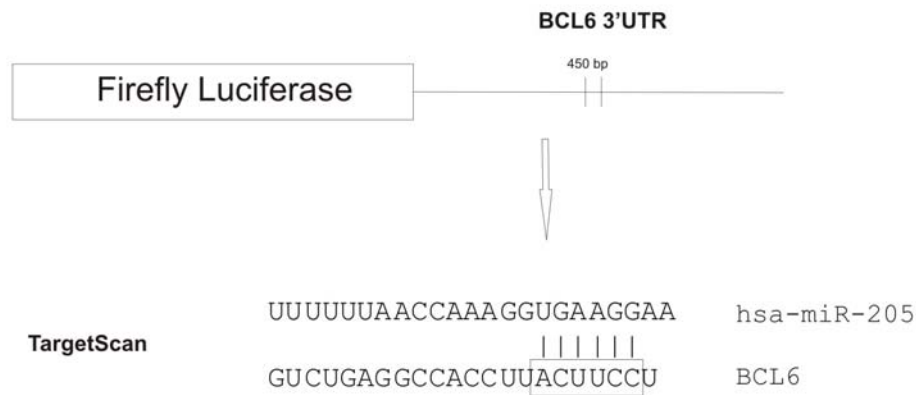 BCL6 3'UTR
450 bp
Firefly Luciferase
UUUUUUAACCAAAGGUGAAGGAA hsa-miR-205
TargetScan
GUCUGAGGCCACCUUACUUCCU BCL6